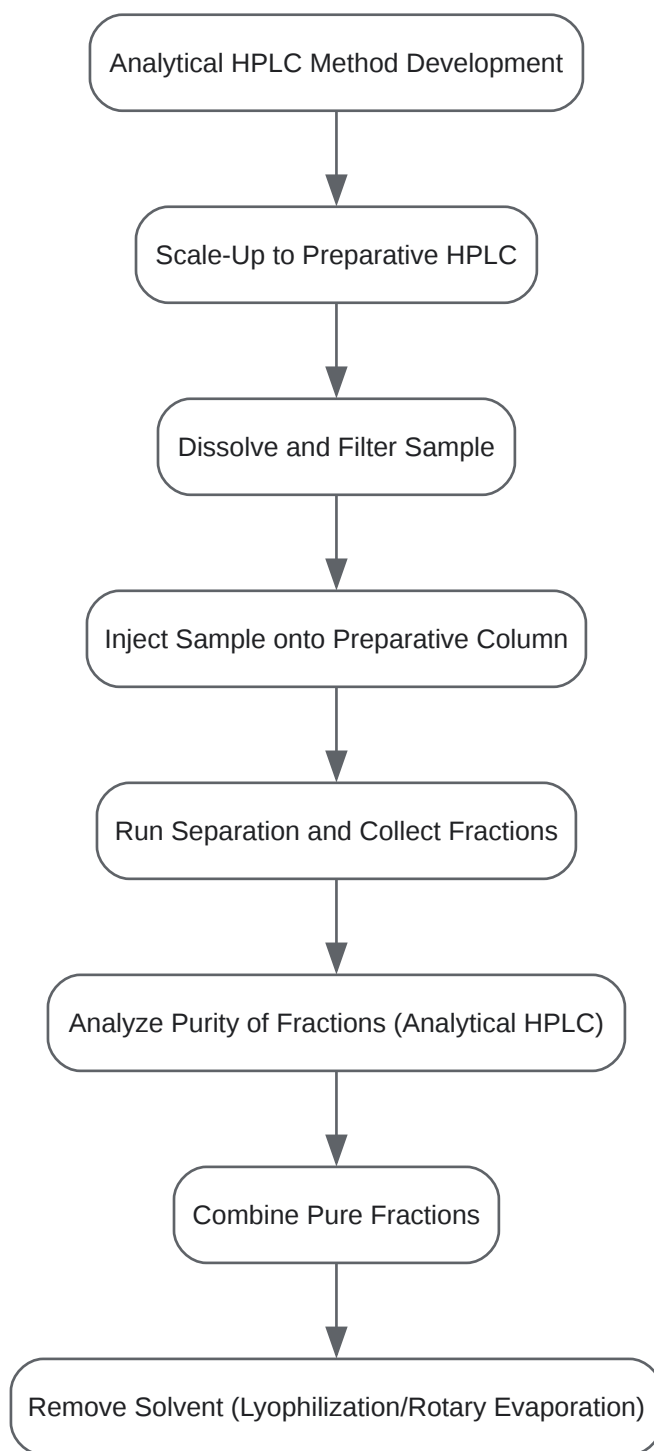 Analytical HPLC Method Development
Scale-Up to Preparative HPLC
Dissolve and Filter Sample
Inject Sample onto Preparative Column
Run Separation and Collect Fractions
Analyze Purity of Fractions (Analytical HPLC)
Combine Pure Fractions
Remove Solvent (Lyophilization/Rotary Evaporation)